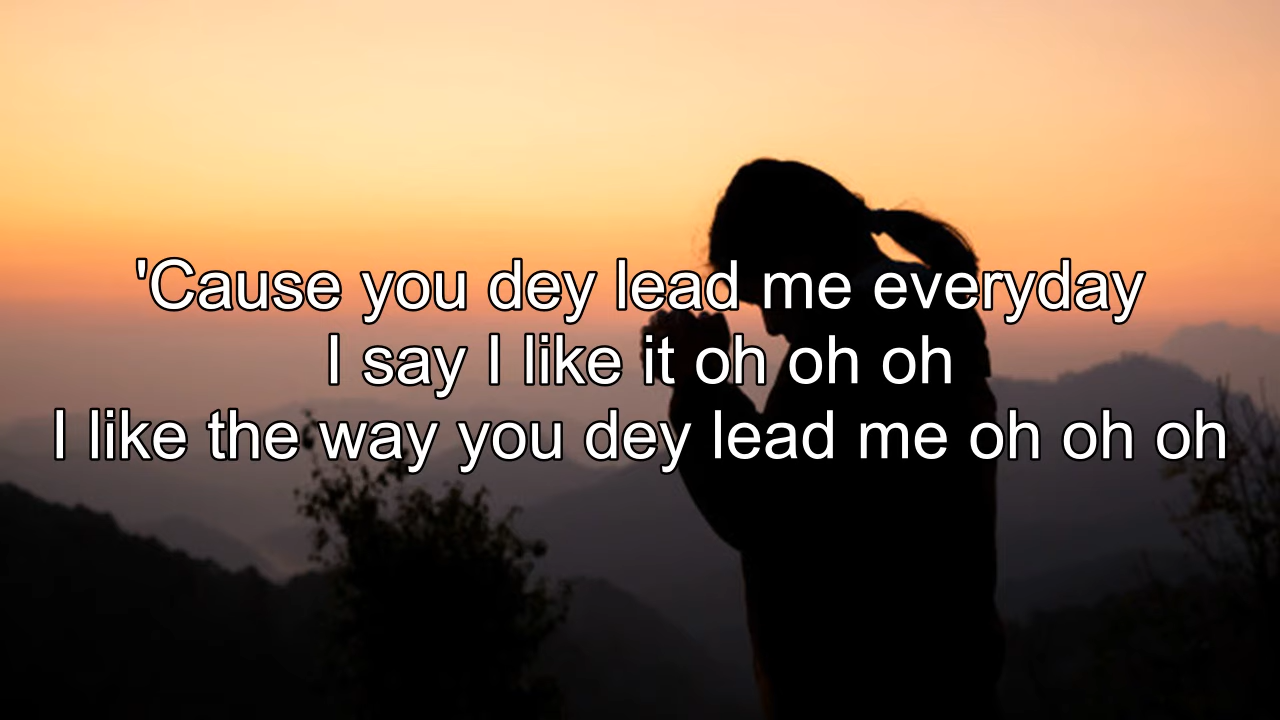 'Cause you dey lead me everyday
I say I like it oh oh oh
I like the way you dey lead me oh oh oh